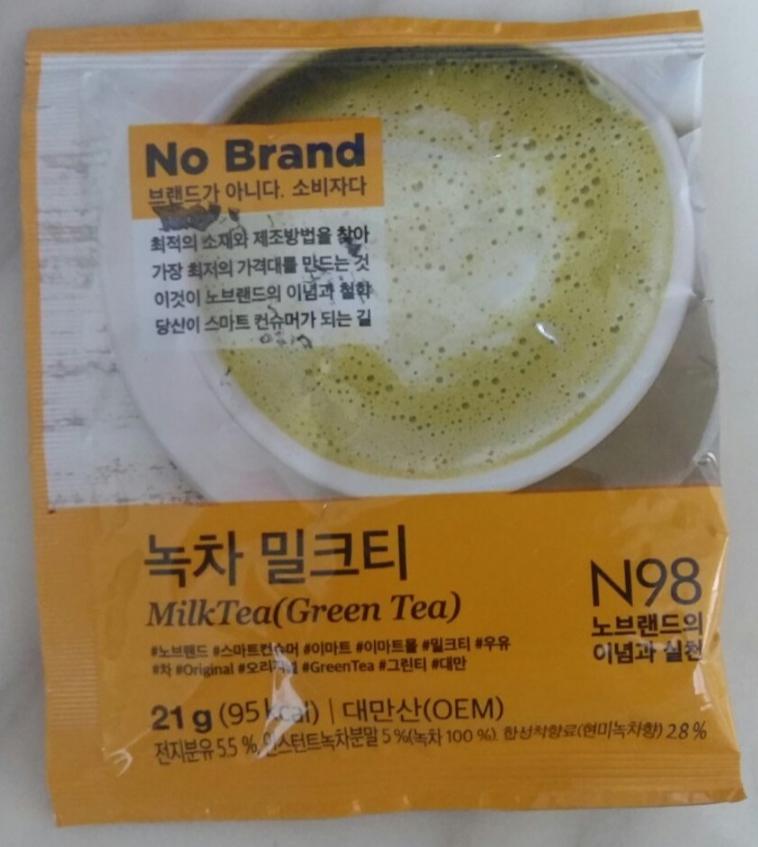 No Brand
브랜드가 아니다. 소비자다
최적의 소재와 제조방법을 찾아
가장 최저의 가격대를 만드는 것
이것이 노브랜드의 이념과 철학
당신이 스마트 컨슈머가 되는 길
녹차 밀크티
MilkTea(Green Tea)
N98
노브랜드의
이념과 실천
#노브랜드 #스마트컨슈머 #이마트 #이마트몰 #밀크티 #우유
#차 #Original #오리지널 #GreenTea #그린티 #대만
21 g (95 kcal) | 대만산(OEM)
전지분유 5.5 %, 인스턴트녹차분말 5 %(녹차 100 %). 합성착향료(현미녹차향) 2.8 %